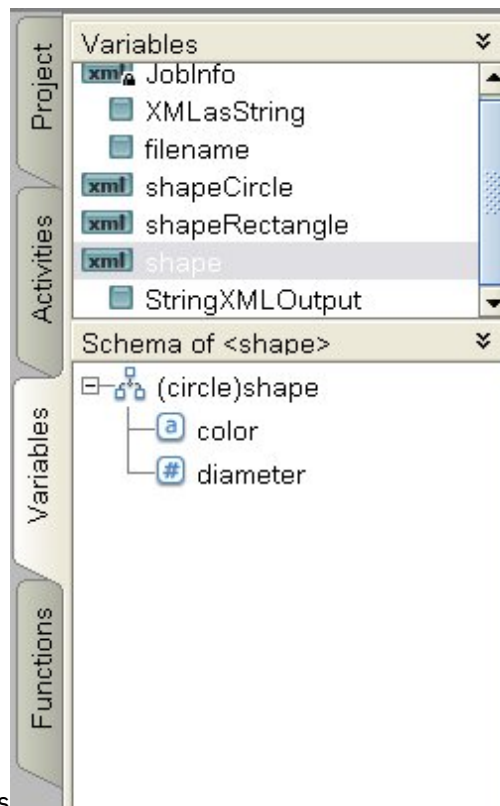 Project
Activities
Variables
Functions
Variables
xml JobInfo
XMLasString
filename
xml shapeCircle
xml shapeRectangle
xml shape
StringXMLOutput
Schema of <shape>
(circle)shape
a color
# diameter
s